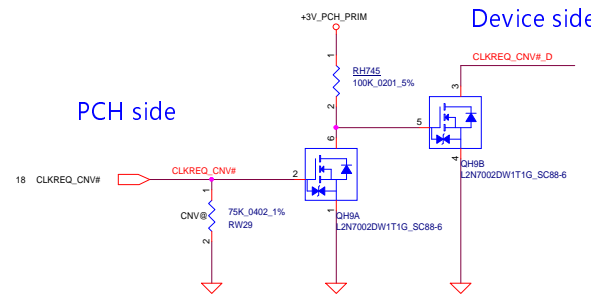 Device side
+3V_PCH_PRIM
CLKREQ_CNV#_D
1
RH745
100K_0201_5%
2
3
PCH side
5
6
QH9B
L2N7002DW1T1G_SC88-6
4
18 CLKREQ_CNV#
CLKREQ_CNV#
2
1
CNV@
75K_0402_1%
RW29
2
1
QH9A
L2N7002DW1T1G_SC88-6